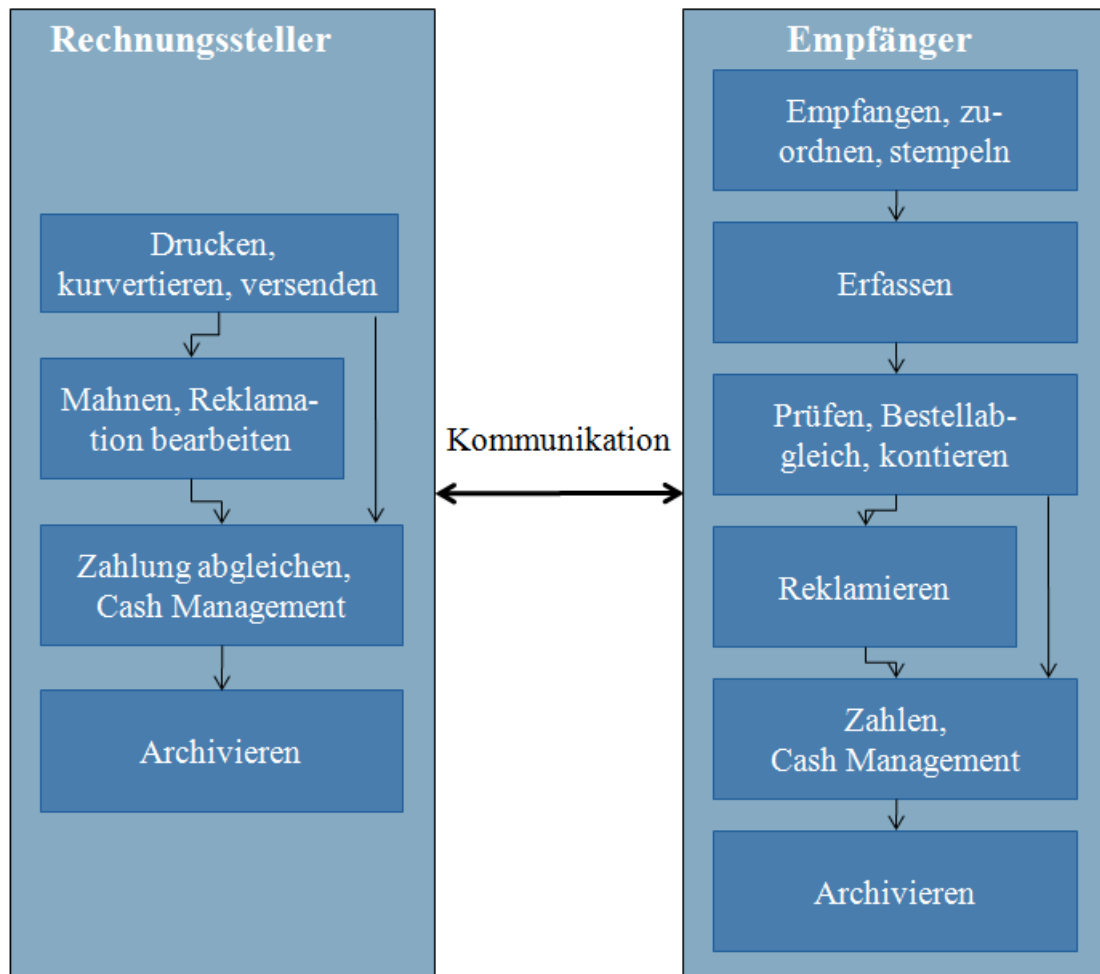 Rechnungssteller
Drucken,
kurvertieren, versenden
Mahnen, Reklama-
tion bearbeiten
Zahlung abgleichen,
Cash Management
Archivieren
Kommunikation
Empfänger
Empfangen, zu-
ordnen, stempeln
Erfassen
Prüfen, Bestellab-
gleich, kontieren
Reklamieren
Zahlen,
Cash Management
Archivieren